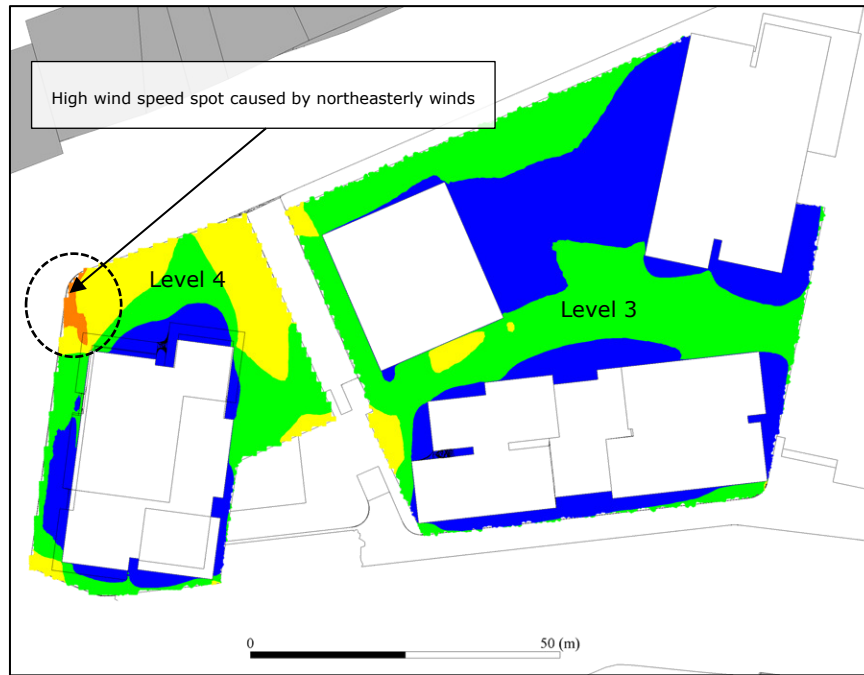 High wind speed spot caused by northeasterly winds
Level 4
Level 3
0
50 (m)